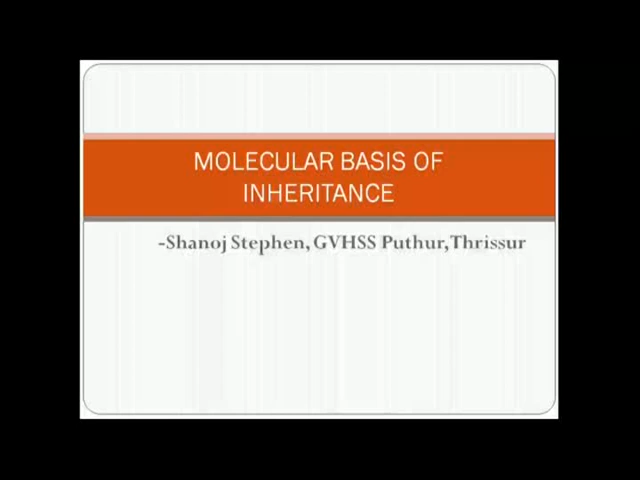 MOLECULAR BASIS OF
INHERITANCE
-Shanoj Stephen, GVHSS Puthur,Thrissur